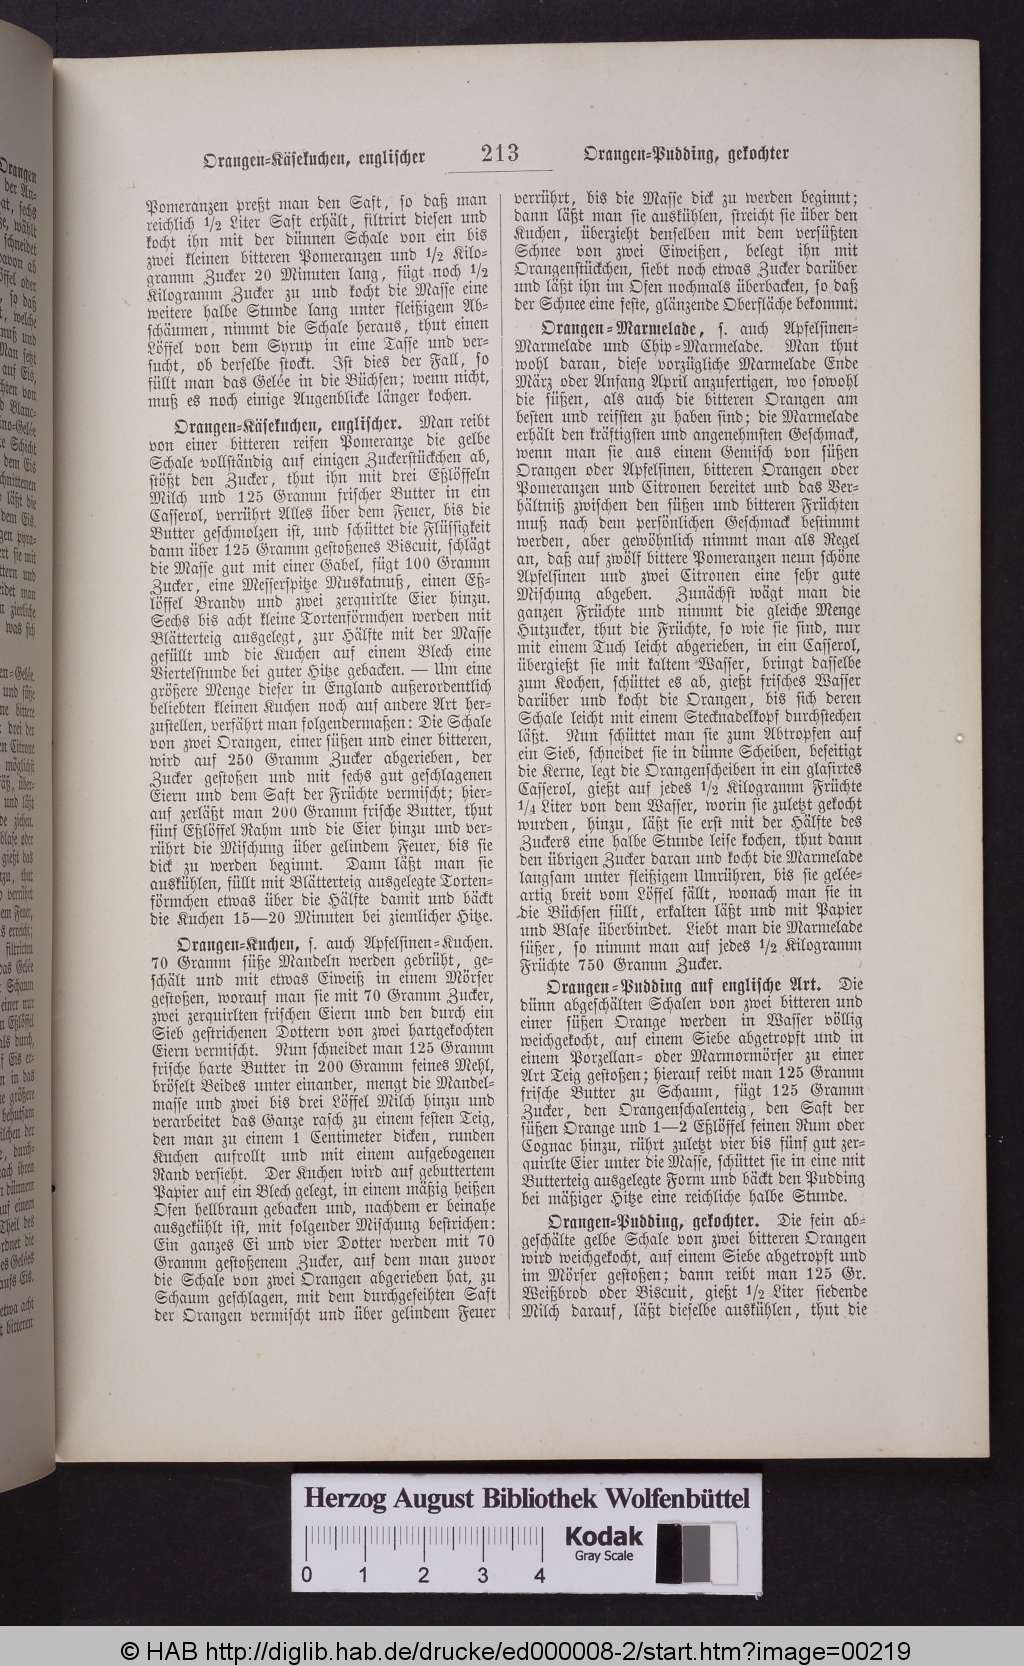 Orangen-Käsekuchen, englischer
213
Orangen-Pudding, gekochter
Pomeranzen preßt man den Saft, so daß man
reichlich 1/2 Liter Saft erhält, filtrirt diesen und
kocht ihn mit der dünnen Schale von ein bis
zwei kleinen bitteren Pomeranzen und 1/2 Kilo-
gramm Zucker 20 Minuten lang, fügt noch 1/2
Kilogramm Zucker zu und kocht die Masse eine
weitere halbe Stunde lang unter fleißigem Ab-
schäumen, nimmt die Schale heraus, thut einen
Löffel von dem Syrup in eine Tasse und ver-
sucht, ob derselbe stockt. Ist dies der Fall, so
füllt man das Gelée in die Büchsen; wenn nicht,
muß es noch einige Augenblicke länger kochen.
Orangen-Käsekuchen, englischer. Man reibt
von einer bitteren reifen Pomeranze die gelbe
Schale vollständig auf einigen Zuckerstückchen ab,
stößt den Zucker, thut ihn mit drei Eßlöffeln
Milch und 125 Gramm frischer Butter in ein
Casserol, verrührt Alles über dem Feuer, bis die
Butter geschmolzen ist, und schüttet die Flüssigkeit
dann über 125 Gramm gestoßenes Biscuit, schlägt
die Masse gut mit einer Gabel, fügt 100 Gramm
Zucker, eine Messerspitze Muskatnuß, einen Eß-
löffel Brandy und zwei zerquirlte Eier hinzu.
Sechs bis acht kleine Tortenförmchen werden mit
Blätterteig ausgelegt, zur Hälfte mit der Masse
gefüllt und die Kuchen auf einem Blech eine
Viertelstunde bei guter Hitze gebacken. — Um eine
größere Menge dieser in England außerordentlich
beliebten kleinen Kuchen noch auf andere Art her-
zustellen, verfährt man folgendermaßen: Die Schale
von zwei Orangen, einer süßen und einer bitteren,
wird auf 250 Gramm Zucker abgerieben, der
Zucker gestoßen und mit sechs gut geschlagenen
Eiern und dem Saft der Früchte vermischt; hier-
auf zerläßt man 200 Gramm frische Butter, thut
fünf Eßlöffel Rahm und die Eier hinzu und ver-
rührt die Mischung über gelindem Feuer, bis sie
dick zu werden beginnt. Dann läßt man sie
auskühlen, füllt mit Blätterteig ausgelegte Torten-
förmchen etwas über die Hälfte damit und bäckt
die Kuchen 15—20 Minuten bei ziemlicher Hitze.
Orangen-Kuchen, s. auch Apfelsinen-Kuchen.
70 Gramm süße Mandeln werden gebrüht, ge-
schält und mit etwas Eiweiß in einem Mörser
gestoßen, worauf man sie mit 70 Gramm Zucker,
zwei zerquirlten frischen Eiern und den durch ein
Sieb gestrichenen Dottern von zwei hartgekochten
Eiern vermischt. Nun schneidet man 125 Gramm
frische harte Butter in 200 Gramm feines Mehl,
bröselt Beides unter einander, mengt die Mandel-
masse und zwei bis drei Löffel Milch hinzu und
verarbeitet das Ganze rasch zu einem festen Teig,
den man zu einem 1 Centimeter dicken, runden
Kuchen aufrollt und mit einem aufgebogenen
Rand versieht. Der Kuchen wird auf gebuttertem
Papier auf ein Blech gelegt, in einem mäßig heißen
Ofen hellbraun gebacken und, nachdem er beinahe
ausgekühlt ist, mit folgender Mischung bestrichen:
Ein ganzes Ei und vier Dotter werden mit 70
Gramm gestoßenem Zucker, auf dem man zuvor
die Schale von zwei Orangen abgerieben hat, zu
Schaum geschlagen, mit dem durchgeseihten Saft
der Orangen vermischt und über gelindem Feuer
verrührt, bis die Masse dick zu werden beginnt;
dann läßt man sie auskühlen, streicht sie über den
Kuchen, überzieht denselben mit dem versüßten
Schnee von zwei Eiweißen, belegt ihn mit
Orangenstückchen, siebt noch etwas Zucker darüber
und läßt ihn im Ofen nochmals überbacken, so daß
der Schnee eine feste, glänzende Oberfläche bekommt.
Orangen-Marmelade, s. auch Apfelsinen-
Marmelade und Chip-Marmelade. Man thut
wohl daran, diese vorzügliche Marmelade Ende
März oder Anfang April anzufertigen, wo sowohl
die süßen, als auch die bitteren Orangen am
besten und reifsten zu haben sind; die Marmelade
erhält den kräftigsten und angenehmsten Geschmack,
wenn man sie aus einem Gemisch von süßen
Orangen oder Apfelsinen, bitteren Orangen oder
Pomeranzen und Citronen bereitet und das Ver-
hältniß zwischen den süßen und bitteren Früchten
muß nach dem persönlichen Geschmack bestimmt
werden, aber gewöhnlich nimmt man als Regel
an, daß auf zwölf bittere Pomeranzen neun schöne
Apfelsinen und zwei Citronen eine sehr gute
Mischung abgeben. Zunächst wägt man die
ganzen Früchte und nimmt die gleiche Menge
Hutzucker, thut die Früchte, so wie sie sind, nur
mit einem Tuch leicht abgerieben, in ein Casserol,
übergießt sie mit kaltem Wasser, bringt dasselbe
zum Kochen, schüttet es ab, gießt frisches Wasser
darüber und kocht die Orangen, bis sich deren
Schale leicht mit einem Stecknadelkopf durchstechen
läßt. Nun schüttet man sie zum Abtropfen auf
ein Sieb, schneidet sie in dünne Scheiben, beseitigt
die Kerne, legt die Orangenscheiben in ein glasirtes
Casserol, gießt auf jedes 1/2 Kilogramm Früchte
1/4 Liter von dem Wasser, worin sie zuletzt gekocht
wurden, hinzu, läßt sie erst mit der Hälfte des
Zuckers eine halbe Stunde leise kochen, thut dann
den übrigen Zucker daran und kocht die Marmelade
langsam unter fleißigem Umrühren, bis sie gelée-
artig breit vom Löffel fällt, wonach man sie in
die Büchsen füllt, erkalten läßt und mit Papier
und Blase überbindet. Liebt man die Marmelade
süßer, so nimmt man auf jedes 1/2 Kilogramm
Früchte 750 Gramm Zucker.
Orangen-Pudding auf englische Art. Die
dünn abgeschälten Schalen von zwei bitteren und
einer süßen Orange werden in Wasser völlig
weichgekocht, auf einem Siebe abgetropft und in
einem Porzellan- oder Marmormörser zu einer
Art Teig gestoßen; hierauf reibt man 125 Gramm
frische Butter zu Schaum, fügt 125 Gramm
Zucker, den Orangenschalenteig, den Saft der
süßen Orange und 1—2 Eßlöffel feinen Rum oder
Cognac hinzu, rührt zuletzt vier bis fünf gut zer-
quirlte Eier unter die Masse, schüttet sie in eine mit
Butterteig ausgelegte Form und bäckt den Pudding
bei mäßiger Hitze eine reichliche halbe Stunde.
Orangen-Pudding, gekochter. Die fein ab-
geschälte gelbe Schale von zwei bitteren Orangen
wird weichgekocht, auf einem Siebe abgetropft und
im Mörser gestoßen; dann reibt man 125 Gr.
Weißbrod oder Biscuit, gießt 1/2 Liter siedende
Milch darauf, läßt dieselbe auskühlen, thut die
Herzog August Bibliothek Wolfenbüttel
Kodak
Gray Scale
0 1 2 3 4
© HAB http://diglib.hab.de/drucke/ed000008-2/start.htm?image=00219